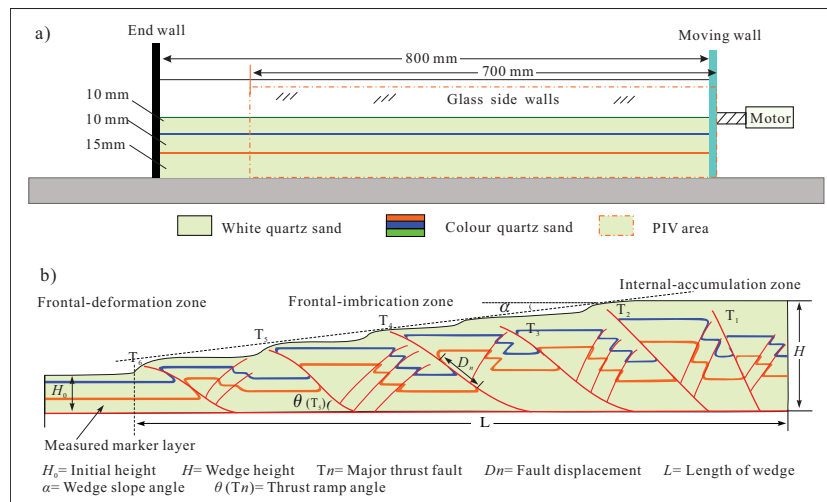 a)
End wall
Moving wall
800 mm
700 mm
Glass side walls
10 mm
10 mm
15mm
Motor
White quartz sand
Colour quartz sand
PIV area
b)
Frontal-deformation zone
Frontal-imbrication zone
Internal-accumulation zone
α
T6
T5
T4
T3
T2
T1
H0
Dn
H
θ (T5)
L
Measured marker layer
H0= Initial height H= Wedge height Tn= Major thrust fault Dn= Fault displacement L= Length of wedge
α= Wedge slope angle θ (Tn)= Thrust ramp angle